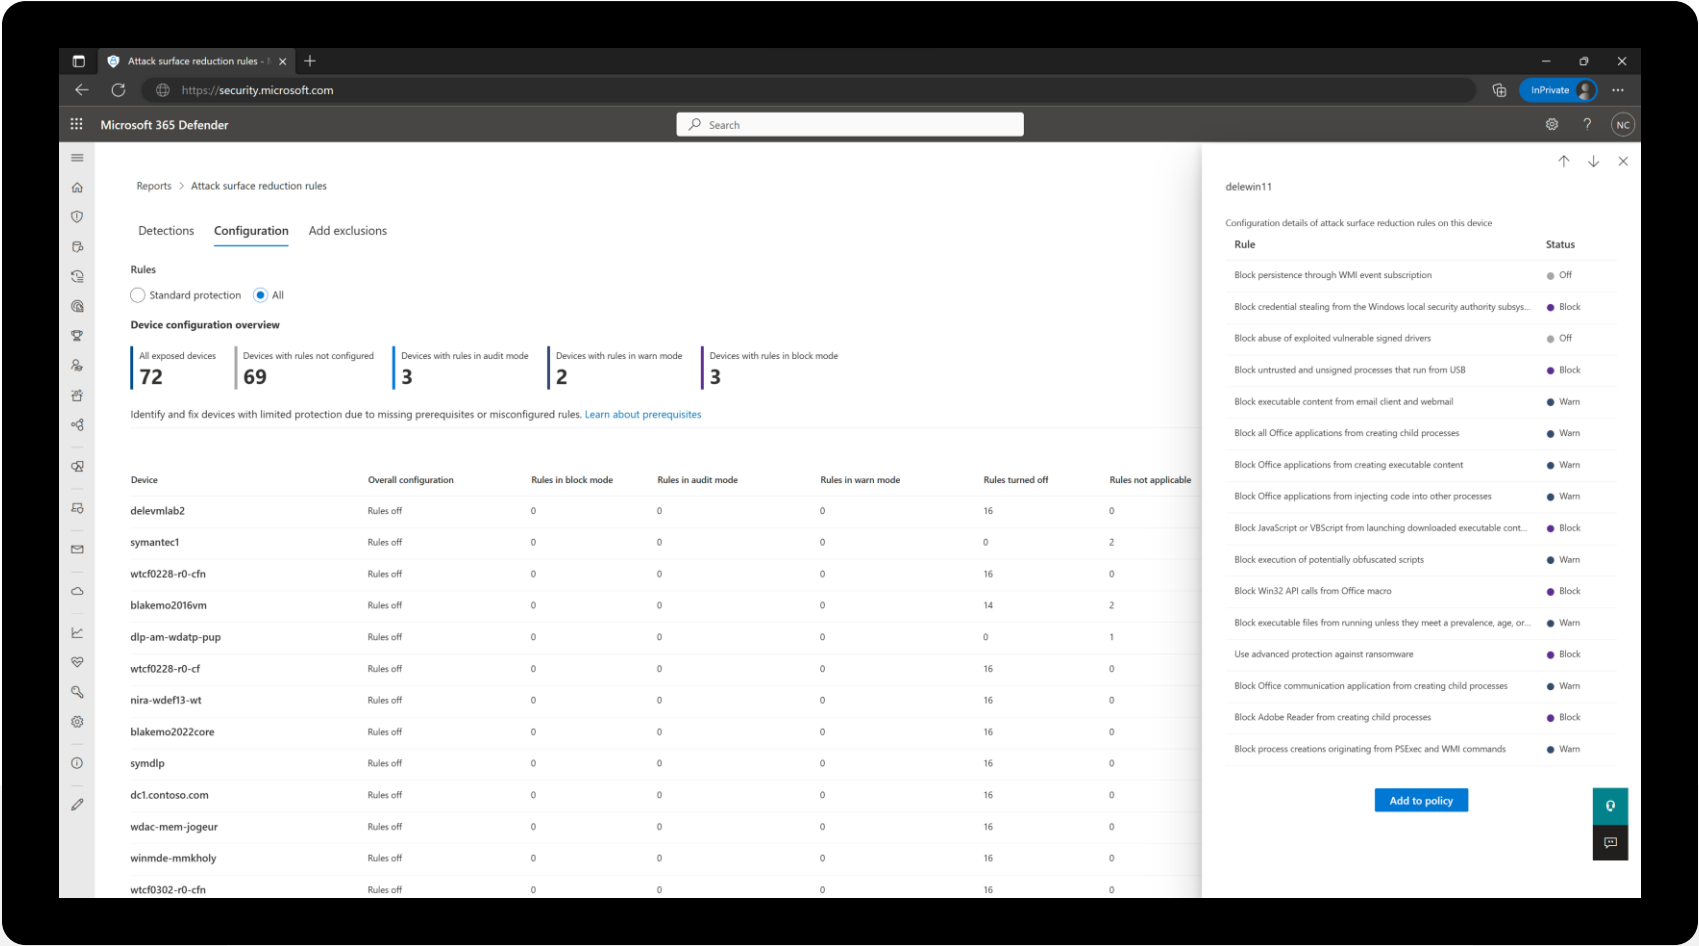 Attack surface reduction rules -
https://security.microsoft.com
InPrivate
Microsoft 365 Defender
Search
NC
Reports > Attack surface reduction rules
Detections Configuration Add exclusions
Rules
Standard protection All
Device configuration overview
All exposed devices Devices with rules not configured Devices with rules in audit mode Devices with rules in warn mode Devices with rules in block mode
72 69 3 2 3
Identify and fix devices with limited protection due to missing prerequisites or misconfigured rules. Learn about prerequisites
Device Overall configuration Rules in block mode Rules in audit mode Rules in warn mode Rules turned off Rules not applicable
delevmlab2 Rules off 0 0 0 16 0
symantec1 Rules off 0 0 0 0 2
wtcf0228-r0-cfn Rules off 0 0 0 16 0
blakemo2016vm Rules off 0 0 0 14 2
dlp-am-wdatp-pup Rules off 0 0 0 0 1
wtcf0228-r0-cf Rules off 0 0 0 16 0
nira-wdef13-wt Rules off 0 0 0 16 0
blakemo2022core Rules off 0 0 0 16 0
symdlp Rules off 0 0 0 16 0
dc1.contoso.com Rules off 0 0 0 16 0
wdac-mem-jogeur Rules off 0 0 0 16 0
winmde-mmkholy Rules off 0 0 0 16 0
wtcf0302-r0-cfn Rules off 0 0 0 16 0
delewin11
Configuration details of attack surface reduction rules on this device
Rule Status
Block persistence through WMI event subscription Off
Block credential stealing from the Windows local security authority subsys... Block
Block abuse of exploited vulnerable signed drivers Off
Block untrusted and unsigned processes that run from USB Block
Block executable content from email client and webmail Warn
Block all Office applications from creating child processes Warn
Block Office applications from creating executable content Warn
Block Office applications from injecting code into other processes Warn
Block JavaScript or VBScript from launching downloaded executable cont... Block
Block execution of potentially obfuscated scripts Warn
Block Win32 API calls from Office macro Block
Block executable files from running unless they meet a prevalence, age, or... Warn
Use advanced protection against ransomware Block
Block Office communication application from creating child processes Warn
Block Adobe Reader from creating child processes Block
Block process creations originating from PSExec and WMI commands Warn
Add to policy